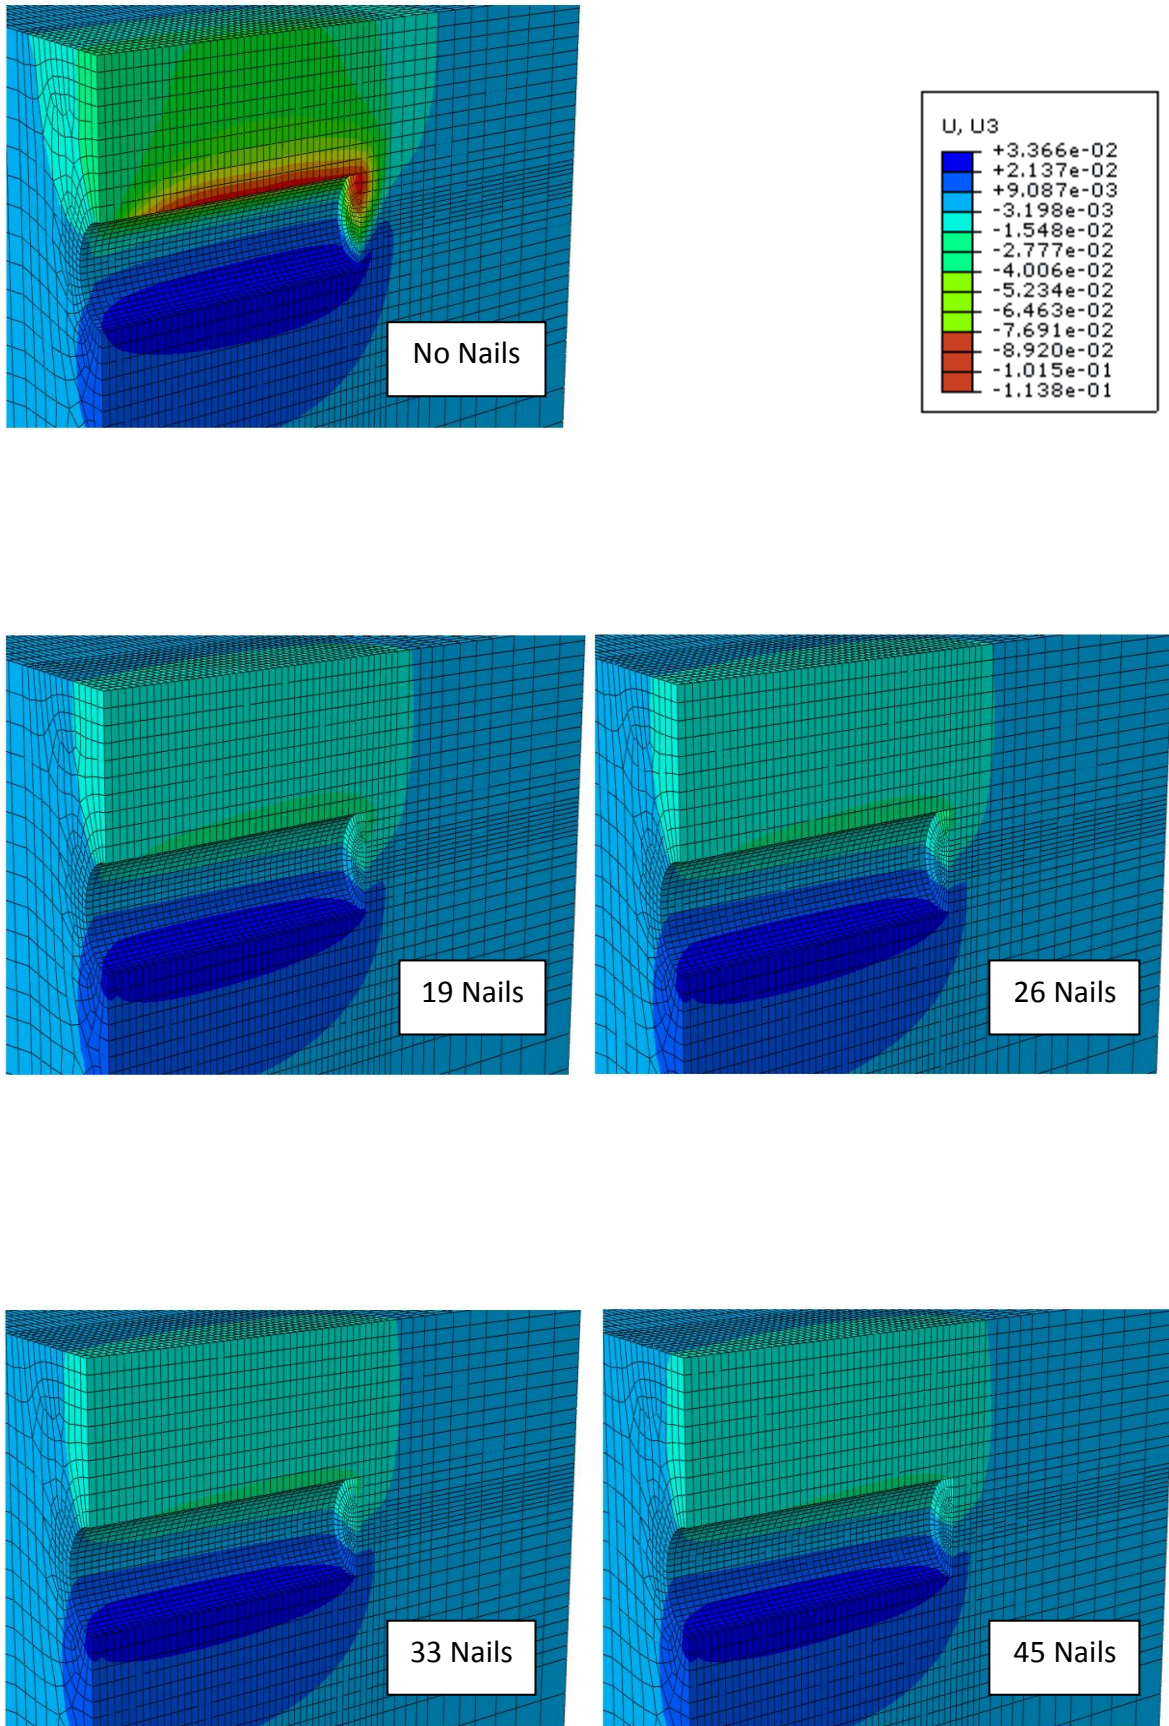 U, U3
+3.366e-02
+2.137e-02
+9.087e-03
-3.198e-03
-1.548e-02
-2.777e-02
-4.006e-02
-5.234e-02
-6.463e-02
-7.691e-02
-8.920e-02
-1.015e-01
-1.138e-01
No Nails
19 Nails
26 Nails
33 Nails
45 Nails